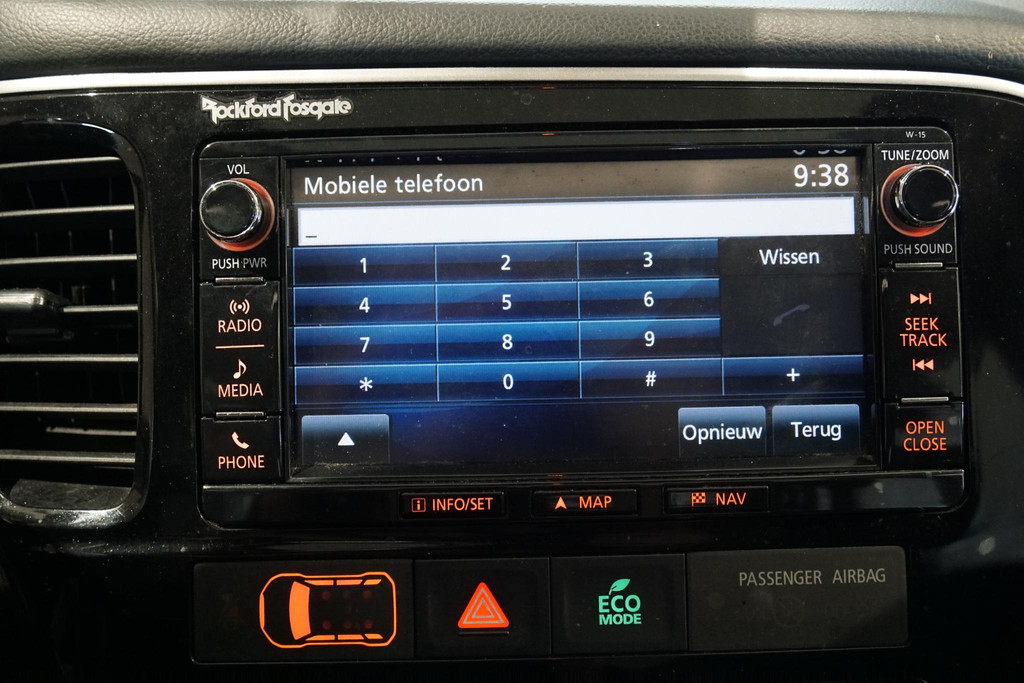 Rockford Fosgate
W-15
VOL
TUNE/ZOOM
Mobiele telefoon 9:38
PUSH PWR
PUSH SOUND
_
1 2 3 Wissen
4 5 6
7 8 9
* 0 # +
Opnieuw Terug
RADIO
MEDIA
PHONE
SEEK
TRACK
OPEN
CLOSE
INFO/SET MAP NAV
ECO
MODE
PASSENGER AIRBAG